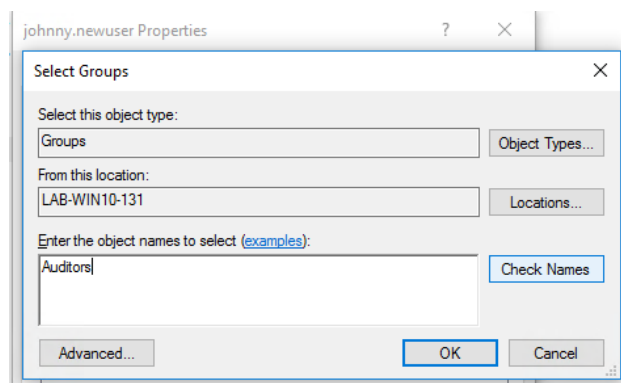 johnny.newuser Properties ?
Select Groups
Select this object type:
Groups Object Types...
From this location:
LAB-WIN10-131 Locations...
Enter the object names to select (examples):
Auditors Check Names
Advanced... OK Cancel